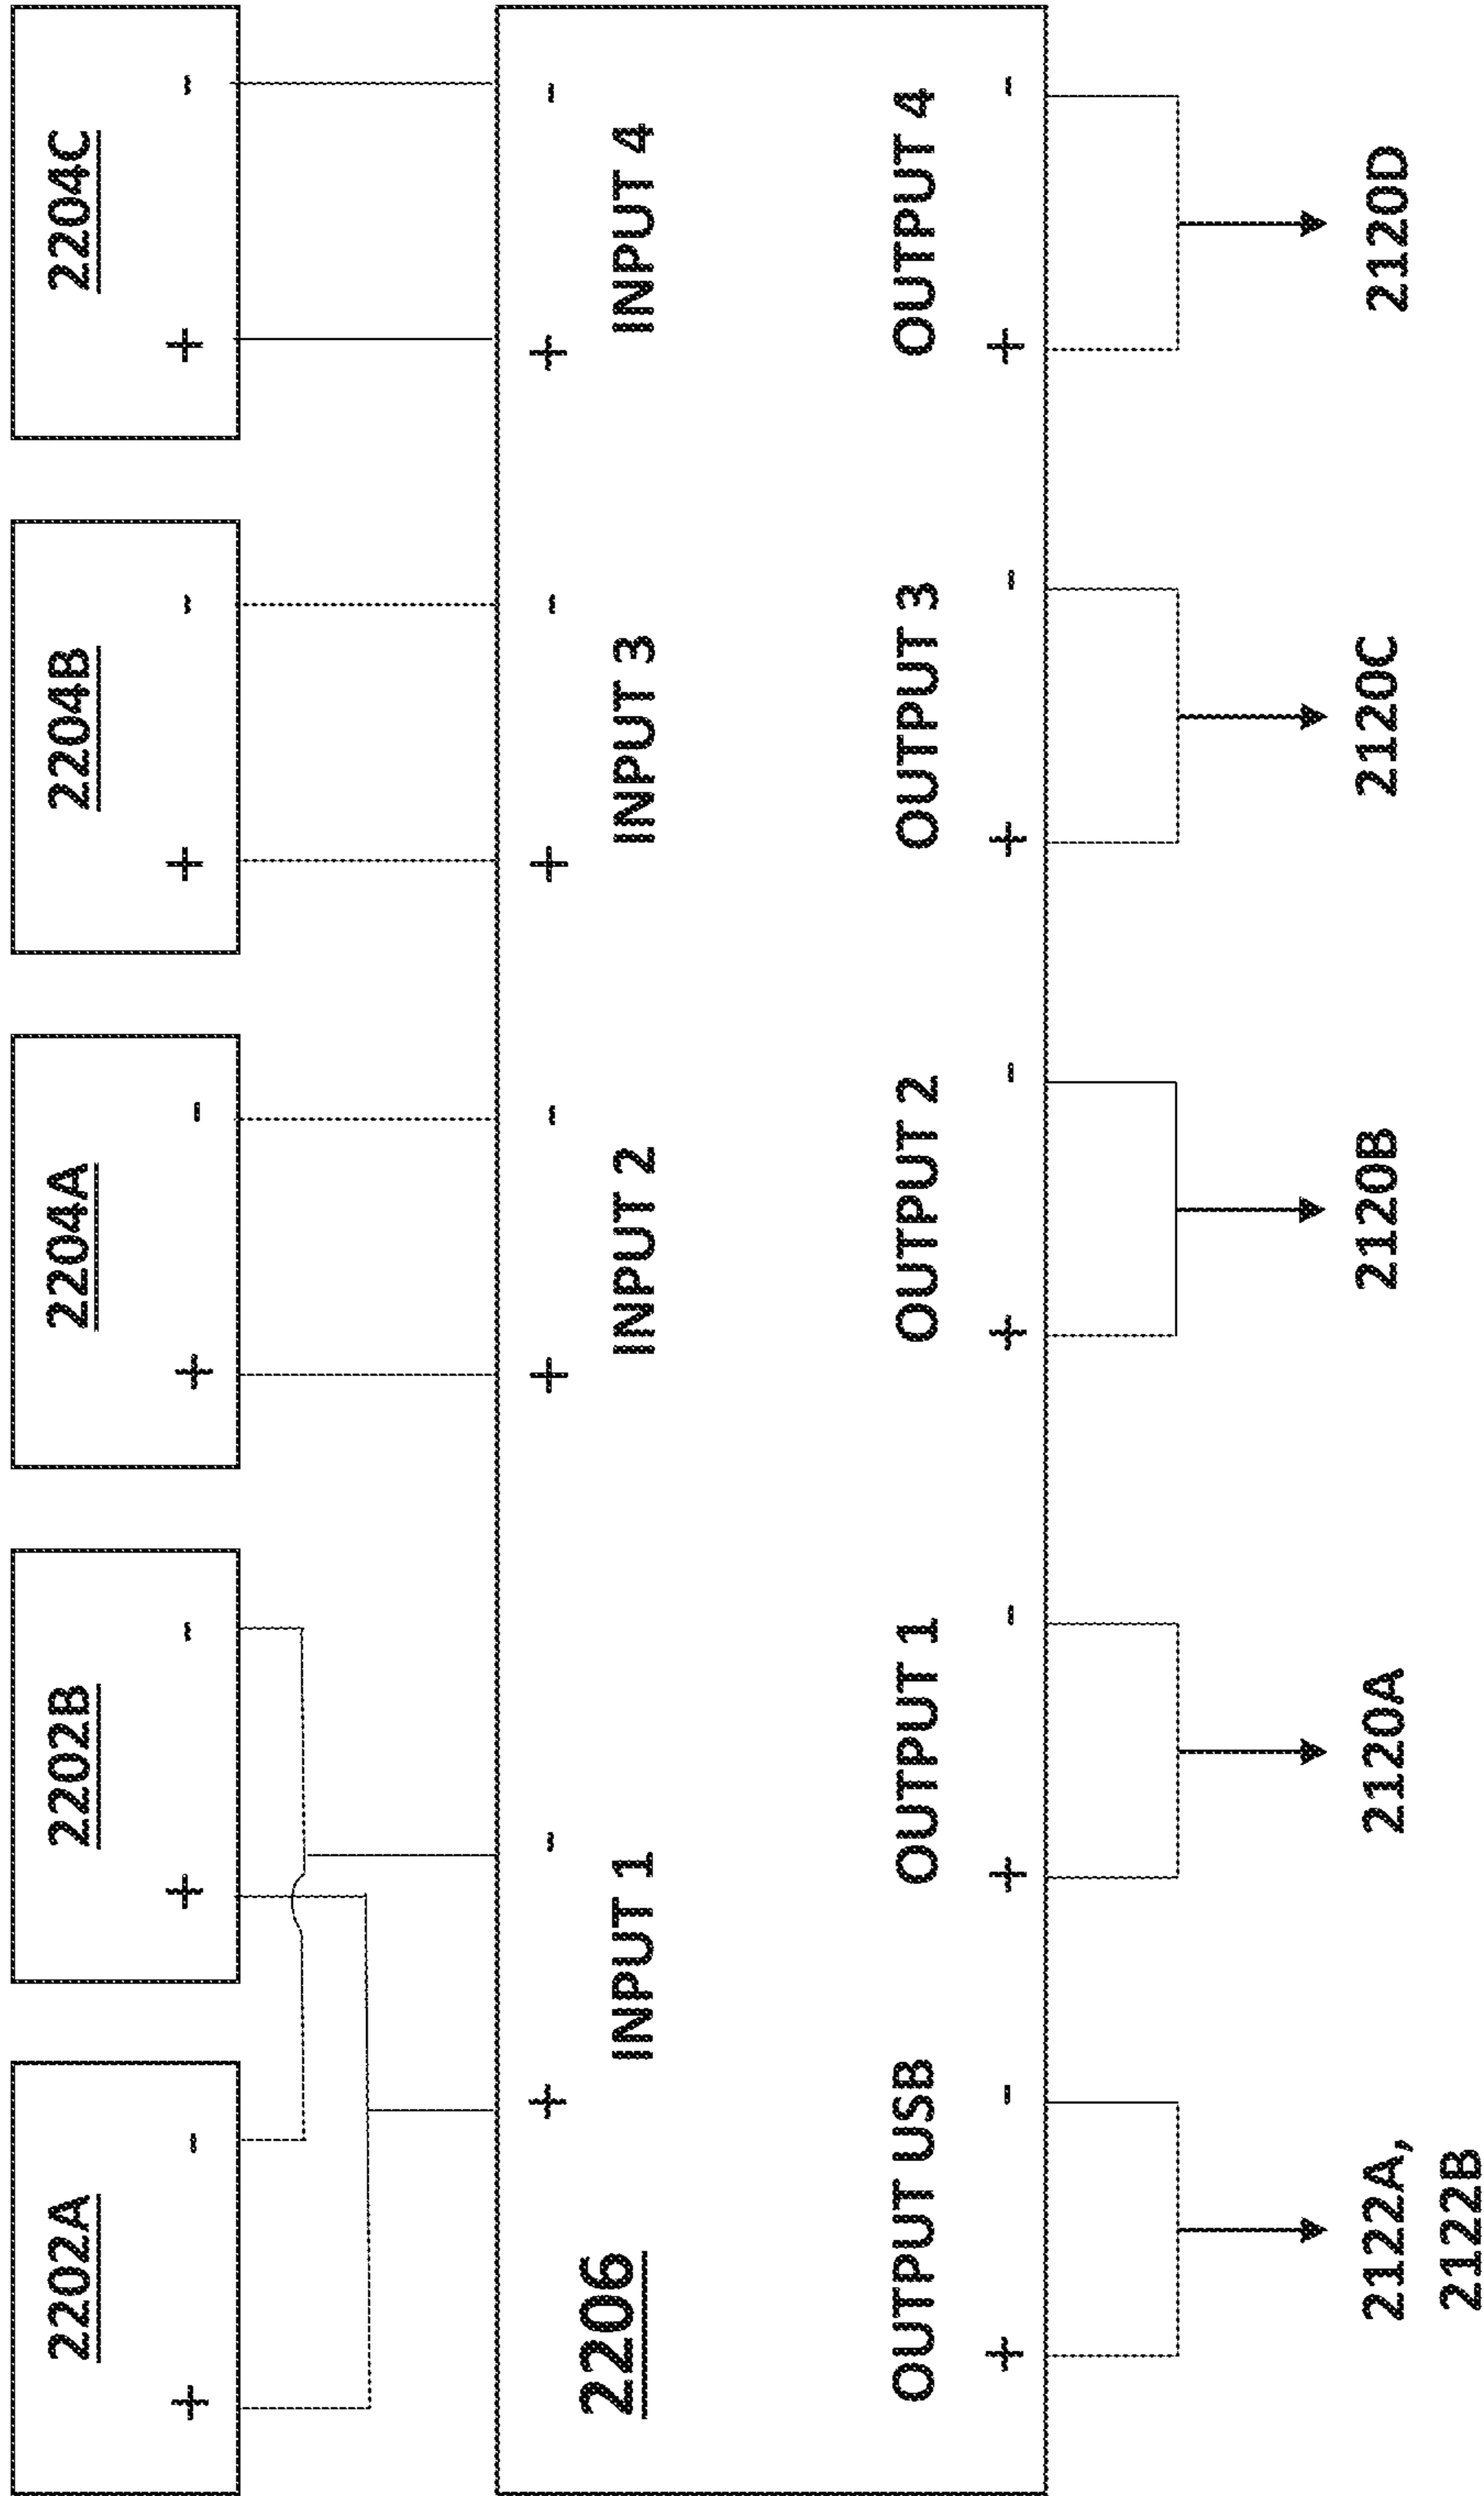 2202A 2202B 2204A 2204B 2204C
+ - + - + - + - + -
+ - + - + - + -
2206 INPUT 1 INPUT 2 INPUT 3 INPUT 4
OUTPUT USB OUTPUT 1 OUTPUT 2 OUTPUT 3 OUTPUT 4
+ - + - + - + - + -
2122A, 2120A 2120B 2120C 2120D
2122B